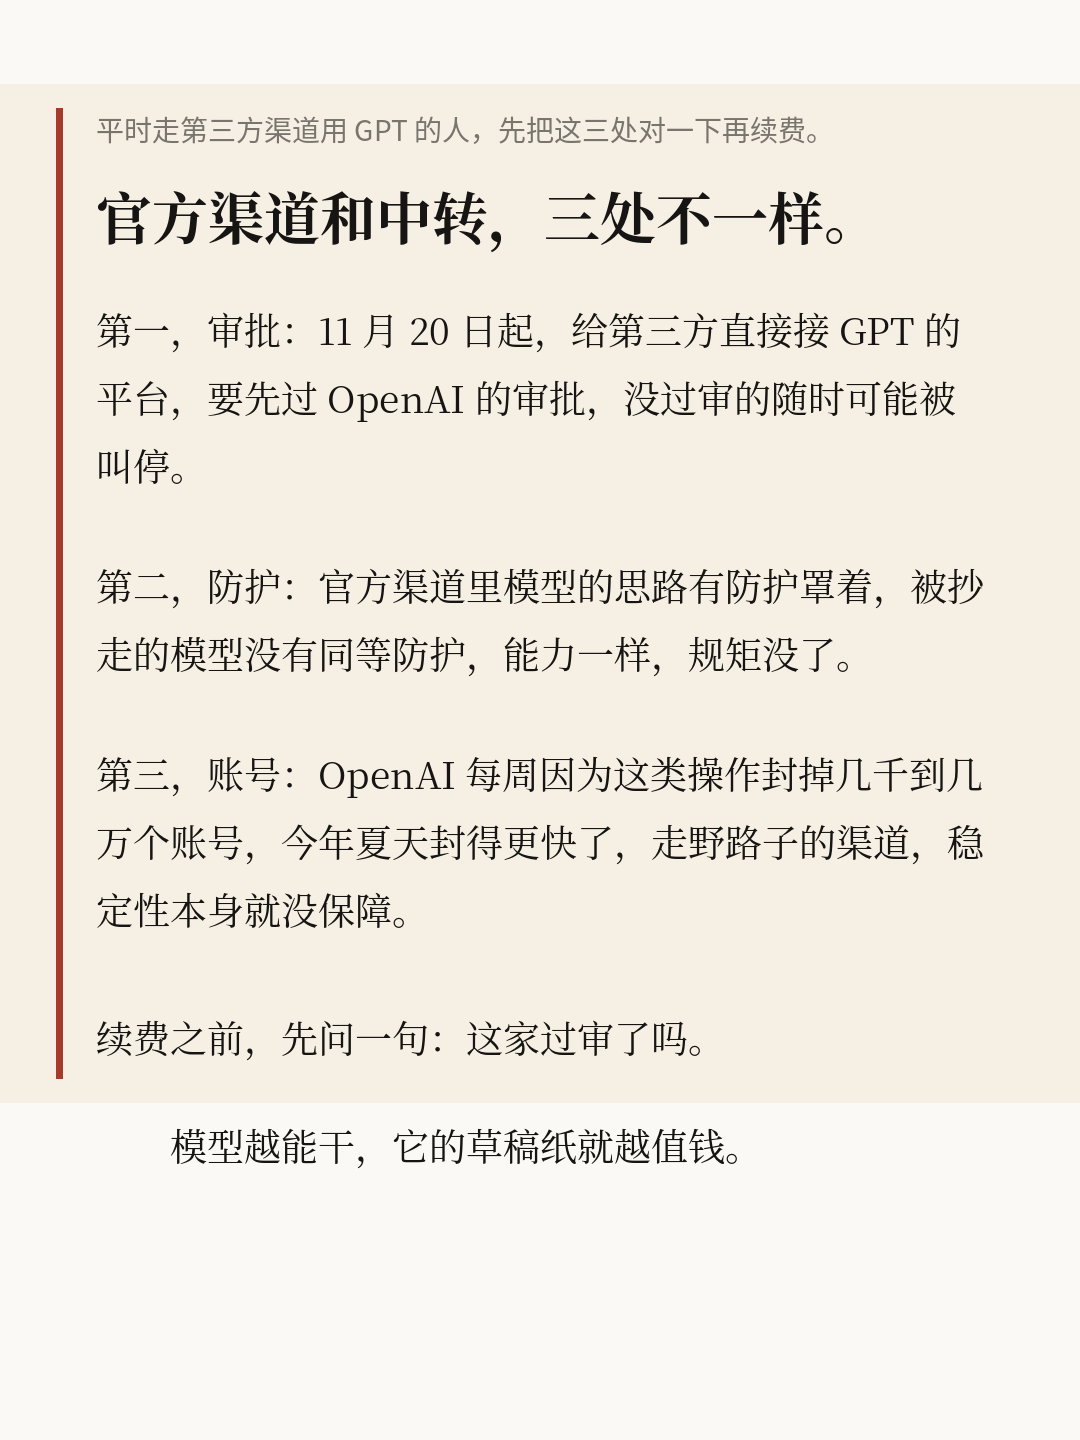 平时走第三方渠道用 GPT 的人，先把这三处对一下再续费。
官方渠道和中转，三处不一样。
第一，审批：11 月 20 日起，给第三方直接接 GPT 的
平台，要先过 OpenAI 的审批，没过审的随时可能被
叫停。
第二，防护：官方渠道里模型的思路有防护罩着，被抄
走的模型没有同等防护，能力一样，规矩没了。
第三，账号：OpenAI 每周因为这类操作封掉几千到几
万个账号，今年夏天封得更快了，走野路子的渠道，稳
定性本身就没保障。
续费之前，先问一句：这家过审了吗。
模型越能干，它的草稿纸就越值钱。